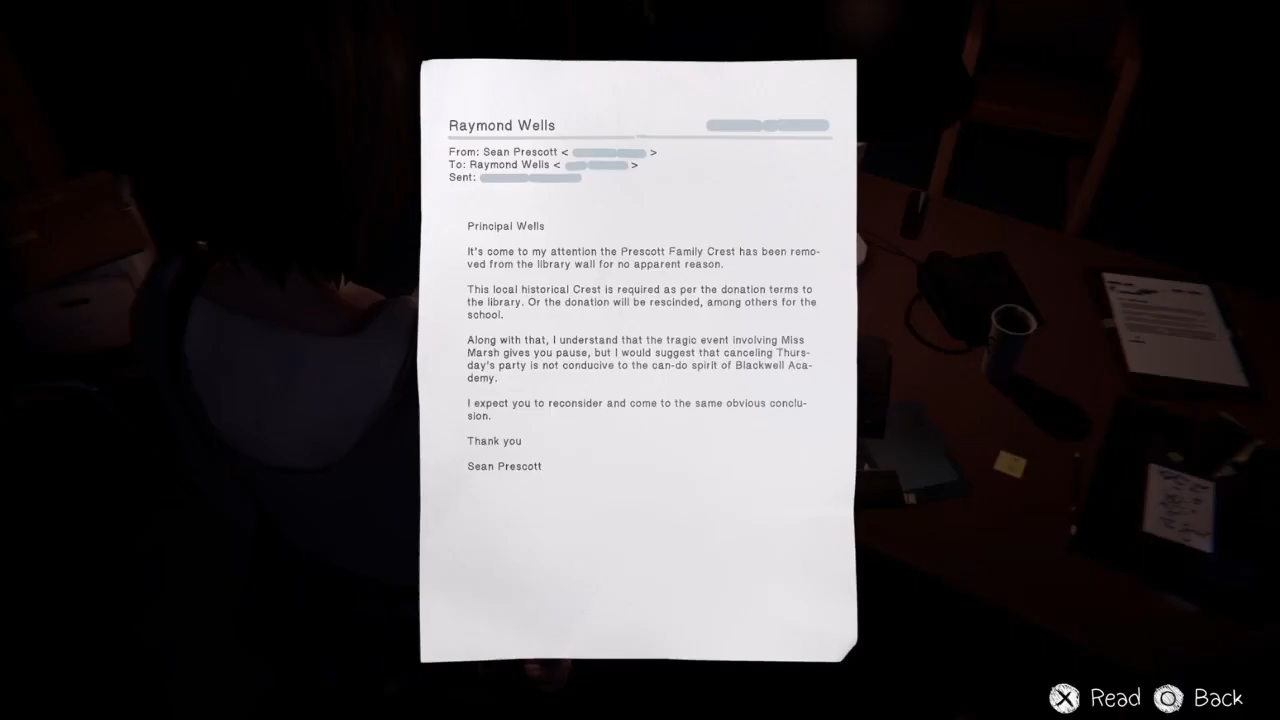 Raymond Wells
From: Sean Prescott < >
To: Raymond Wells < >
Sent:
Principal Wells
It's come to my attention the Prescott Family Crest has been remo-
ved from the library wall for no apparent reason.
This local historical Crest is required as per the donation terms to
the library. Or the donation will be rescinded, among others for the
school.
Along with that, I understand that the tragic event involving Miss
Marsh gives you pause, but I would suggest that canceling Thurs-
day's party is not conducive to the can-do spirit of Blackwell Aca-
demy.
I expect you to reconsider and come to the same obvious conclu-
sion.
Thank you
Sean Prescott
Read Back